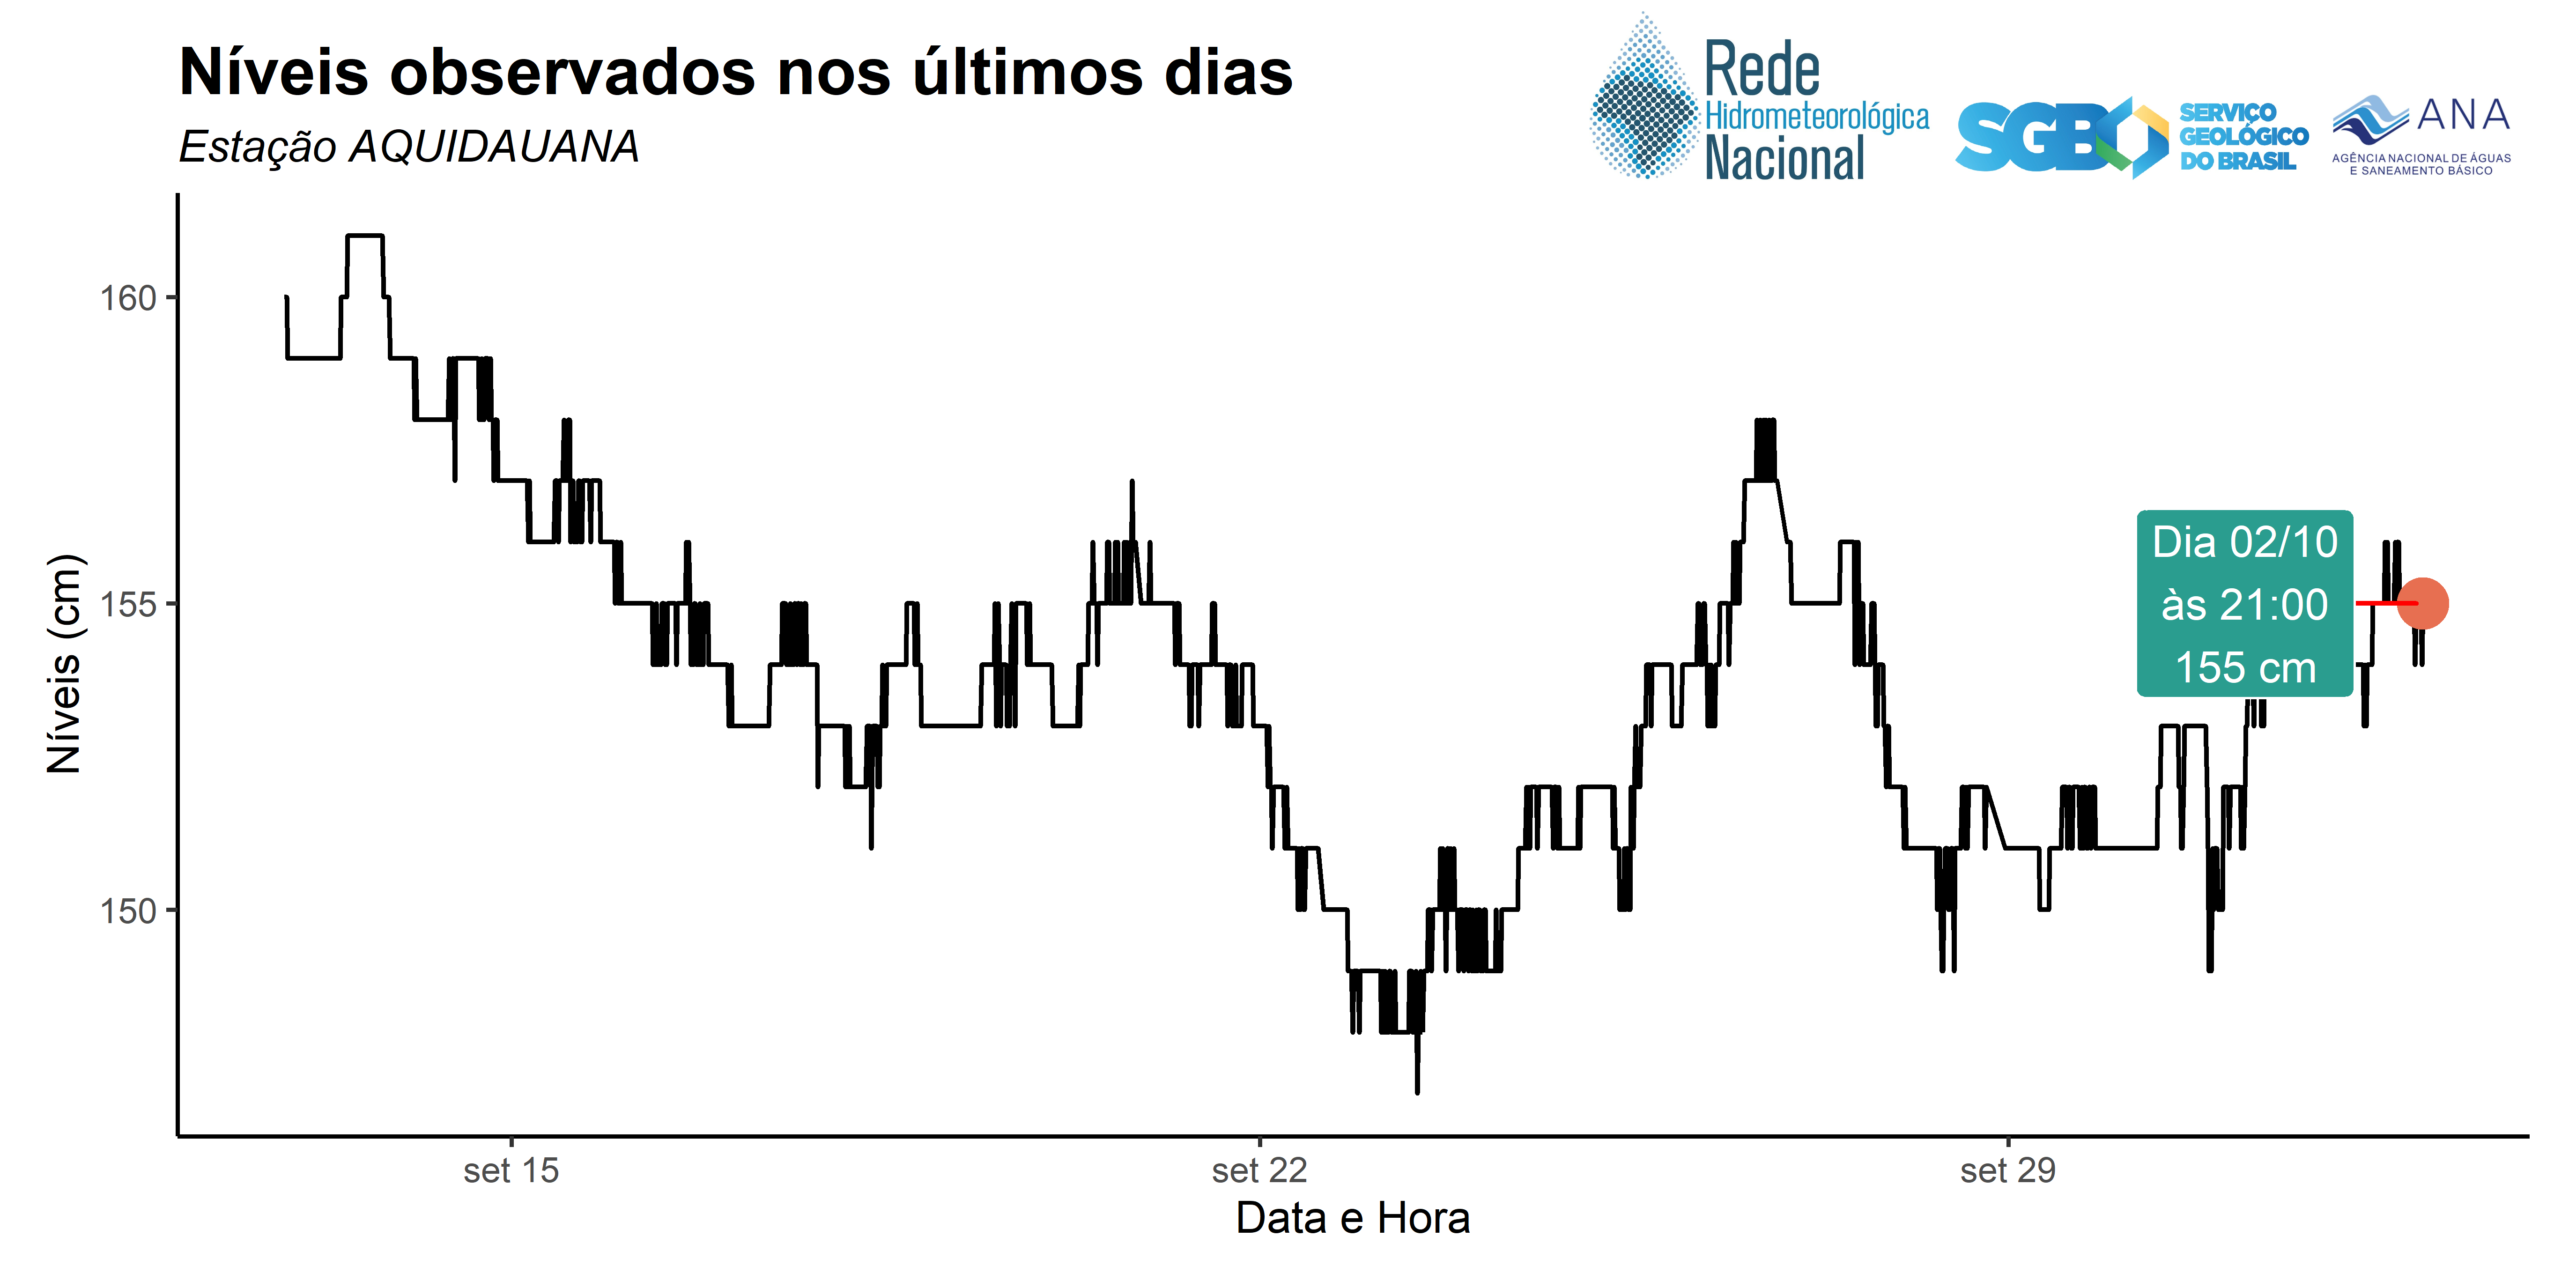 Níveis observados nos últimos dias
Estação AQUIDAUANA
Rede
Hidrometeorológica
Nacional
SGB
SERVIÇO
GEOLÓGICO
DO BRASIL
ANA
AGÊNCIA NACIONAL DE ÁGUAS
E SANEAMENTO BÁSICO
Níveis (cm)
160
155
150
Dia 02/10
às 21:00
155 cm
set 15
set 22
set 29
Data e Hora